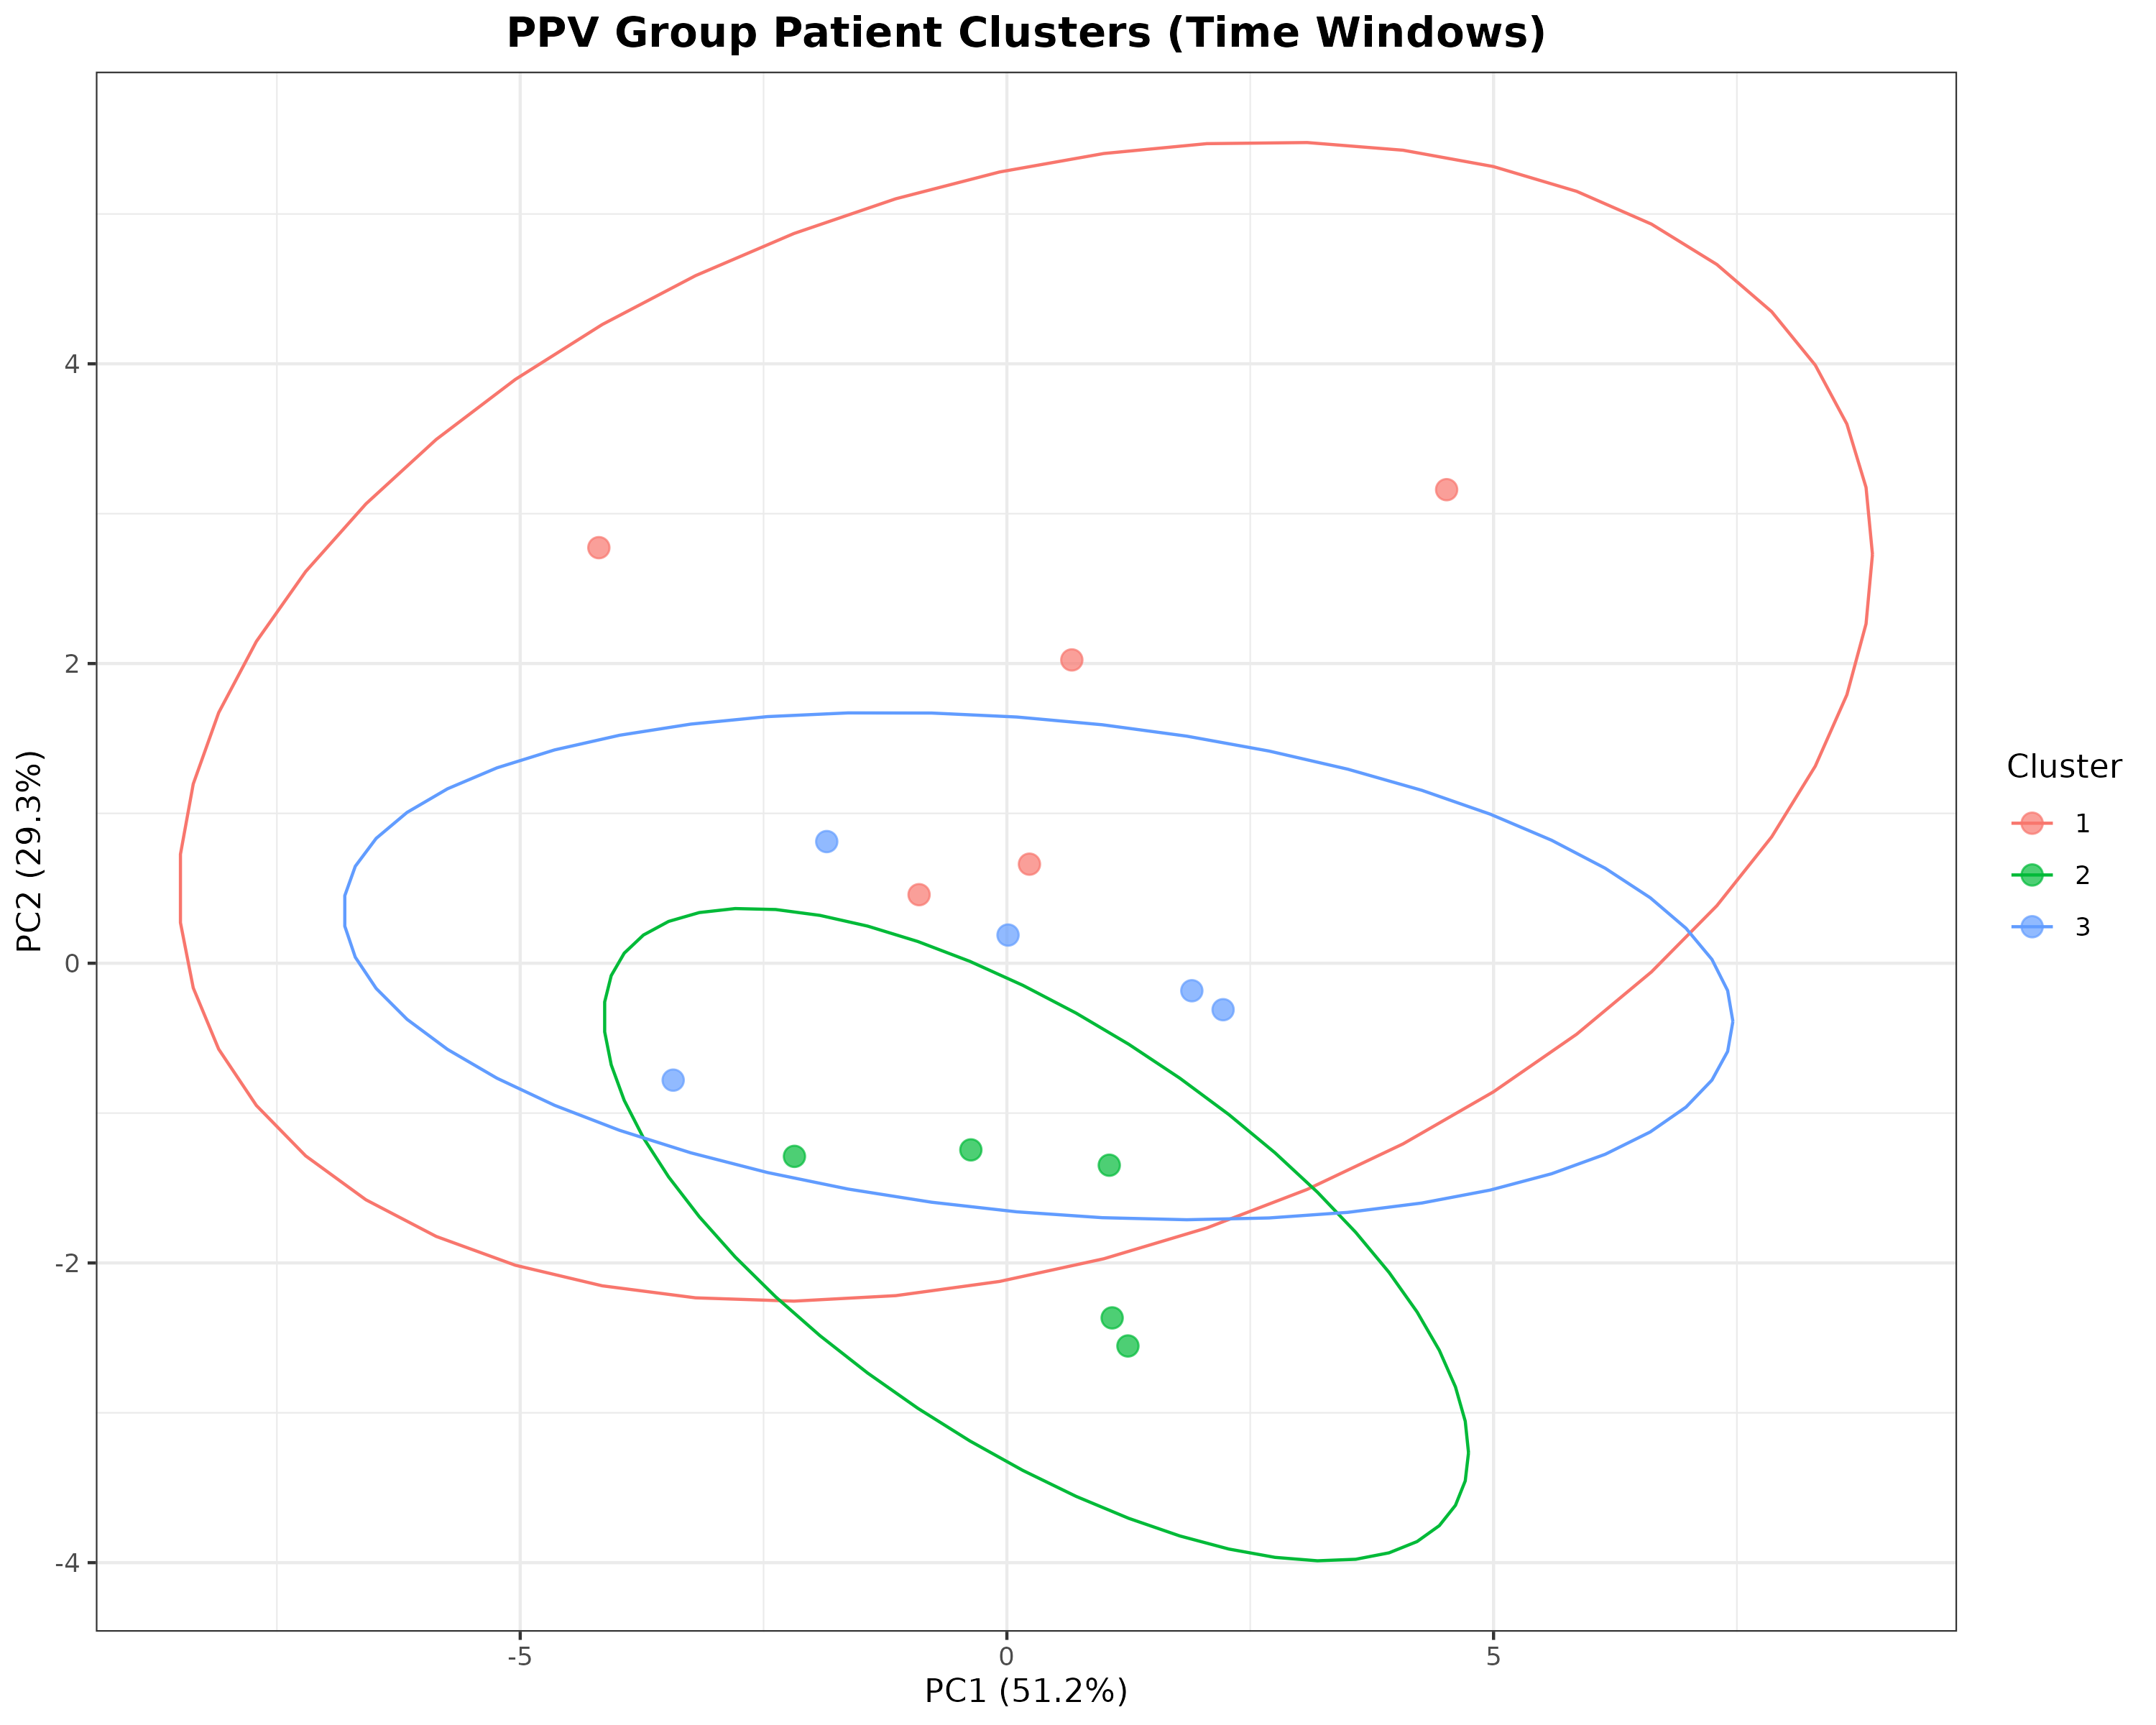 PPV Group Patient Clusters (Time Windows)
4
2
0
-2
-4
PC2 (29.3%)
-5
0
5
PC1 (51.2%)
Cluster
1
2
3